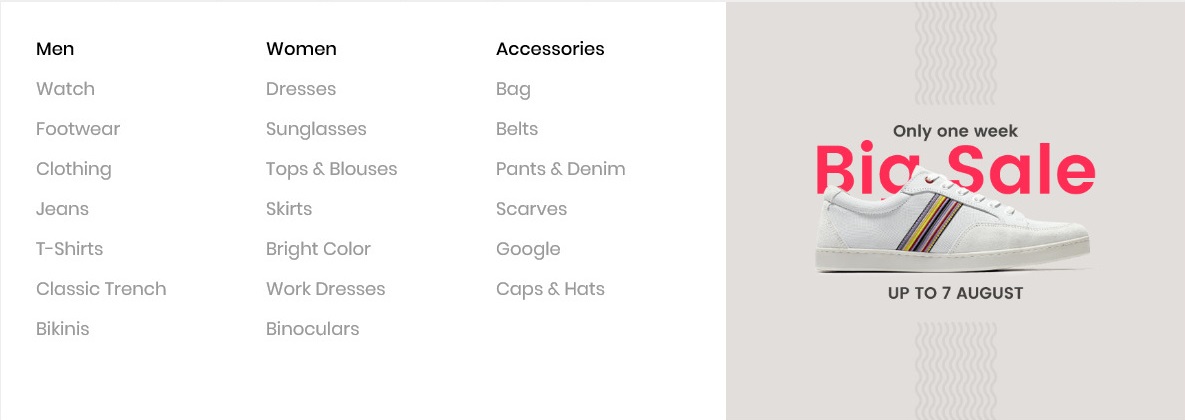 Men
Watch
Footwear
Clothing
Jeans
T-Shirts
Classic Trench
Bikinis
Women
Dresses
Sunglasses
Tops & Blouses
Skirts
Bright Color
Work Dresses
Binoculars
Accessories
Bag
Belts
Pants & Denim
Scarves
Google
Caps & Hats
Only one week
Big Sale
UP TO 7 AUGUST